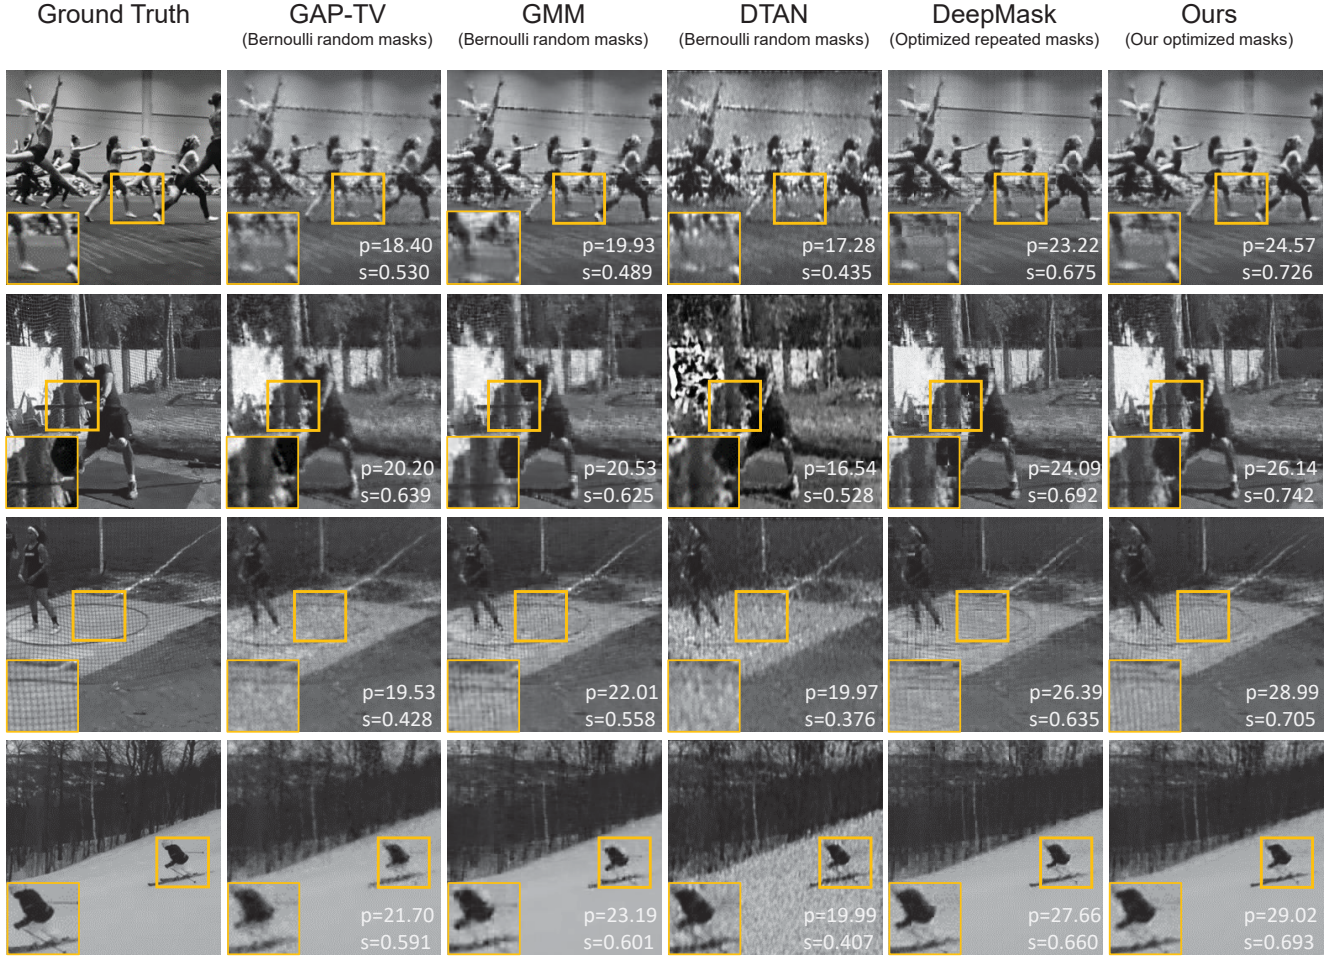 Ground Truth
GAP-TV
GMM
DTAN
DeepMask
Ours
(Bernoulli random masks)
(Bernoulli random masks)
(Bernoulli random masks)
(Optimized repeated masks)
(Our optimized masks)
p=18.40
s=0.530
p=19.93
s=0.489
p=17.28
s=0.435
p=23.22
s=0.675
p=24.57
s=0.726
p=20.20
s=0.639
p=20.53
s=0.625
p=16.54
s=0.528
p=24.09
s=0.692
p=26.14
s=0.742
p=19.53
s=0.428
p=22.01
s=0.558
p=19.97
s=0.376
p=26.39
s=0.635
p=28.99
s=0.705
p=21.70
s=0.591
p=23.19
s=0.601
p=19.99
s=0.407
p=27.66
s=0.660
p=29.02
s=0.693